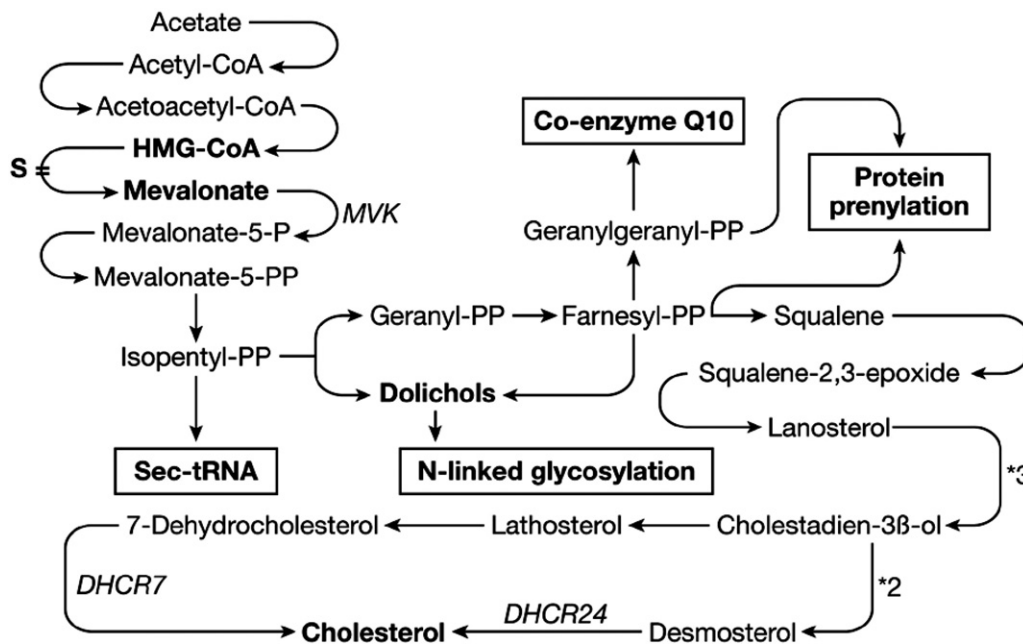 Acetate
Acetyl-CoA
Acetoacetyl-CoA
HMG-CoA
S =
Mevalonate
MVK
Mevalonate-5-P
Mevalonate-5-PP
Isopentyl-PP
Sec-tRNA
Geranyl-PP
Farnesyl-PP
Dolichols
N-linked glycosylation
Geranylgeranyl-PP
Co-enzyme Q10
Protein
prenylation
Squalene
Squalene-2,3-epoxide
Lanosterol
*3
Cholestadien-3ß-ol
Lathosterol
7-Dehydrocholesterol
DHCR7
*2
Desmosterol
DHCR24
Cholesterol